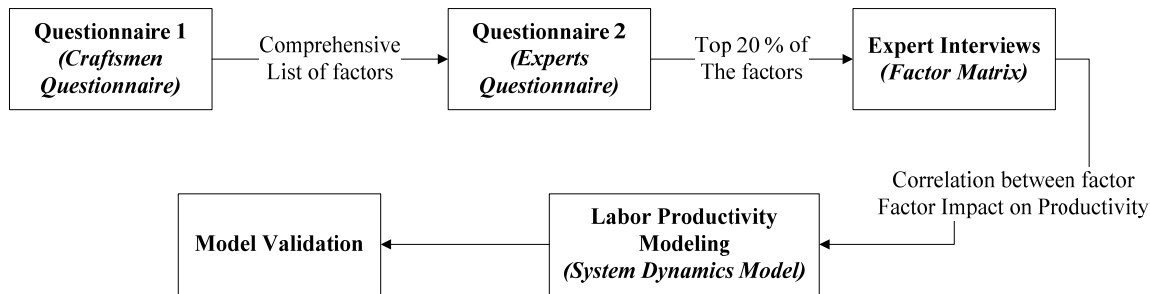 Questionnaire 1
(Craftsmen
Questionnaire)
Comprehensive
List of factors
Questionnaire 2
(Experts
Questionnaire)
Top 20 % of
The factors
Expert Interviews
(Factor Matrix)
Correlation between factor
Factor Impact on Productivity
Labor Productivity
Modeling
(System Dynamics Model)
Model Validation